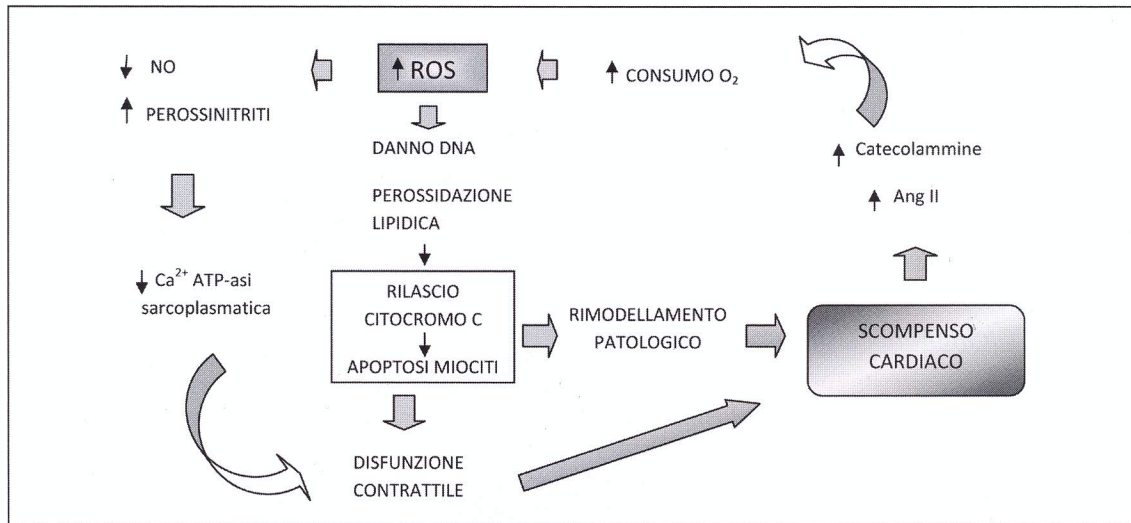 ↓ NO
↑ PEROSSINITRITI
↑ ROS
↑ CONSUMO O₂
↑ Catecolammine
↑ Ang II
DANNO DNA
PEROSSIDAZIONE
LIPIDICA
↓ Ca²⁺ ATP-asi
sarcoplasmatica
RILASCIO
CITOCROMO C
APOPTOSI MIOCITI
RIMODELLAMENTO
PATOLOGICO
SCOMPENSO
CARDIACO
DISFUNZIONE
CONTRATTILE